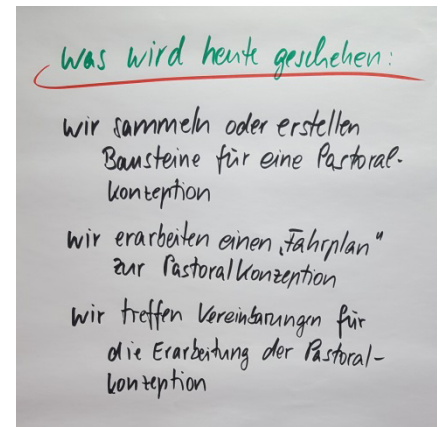 Was wird heute geschehen:
wir sammeln oder erstellen
Bausteine für eine Pastoral-
konzeption
wir erarbeiten einen „Fahrplan"
zur Pastoralkonzeption
wir treffen Vereinbarungen für
die Erarbeitung der Pastoral-
konzeption